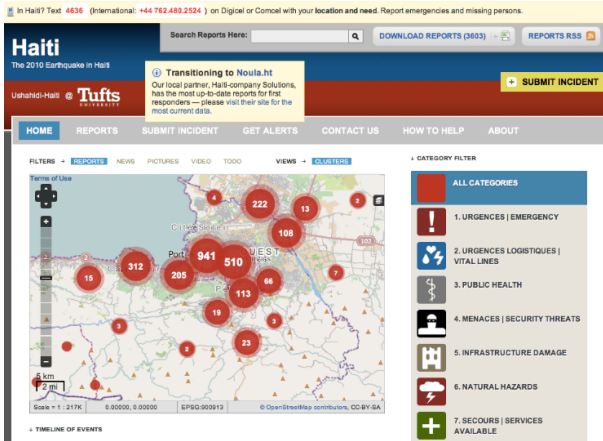 In Haiti? Text 4636 (International: +44 762.480.2524) on Digicel or Comcel with your location and need. Report emergencies and missing persons.
Haiti
The 2010 Earthquake in Haiti
Search Reports Here:
DOWNLOAD REPORTS (3603)
REPORTS RSS
Transitioning to Noula.ht
Our local partner, Haiti-company Solutions,
has the most up-to-date reports for first
responders — please visit their site for the
most current data.
Ushahidi-Haiti @ Tufts
UNIVERSITY
+ SUBMIT INCIDENT
HOME
REPORTS
SUBMIT INCIDENT
GET ALERTS
CONTACT US
HOW TO HELP
ABOUT
FILTERS → REPORTS NEWS PICTURES VIDEO TODO
VIEWS → CLUSTERS
Terms of Use
4
222
13
2
108
102
941
510
Port
312
205
15
66
7
113
19
3
3
23
2
5 km
2 mi
Scale = 1 : 217K
0.00000, 0.00000
EPSG:900913
© OpenStreetMap contributors, CC-BY-SA
TIMELINE OF EVENTS
CATEGORY FILTER
ALL CATEGORIES
1. URGENCES | EMERGENCY
2. URGENCES LOGISTIQUES |
VITAL LINES
3. PUBLIC HEALTH
4. MENACES | SECURITY THREATS
5. INFRASTRUCTURE DAMAGE
6. NATURAL HAZARDS
7. SECOURS | SERVICES
AVAILABLE